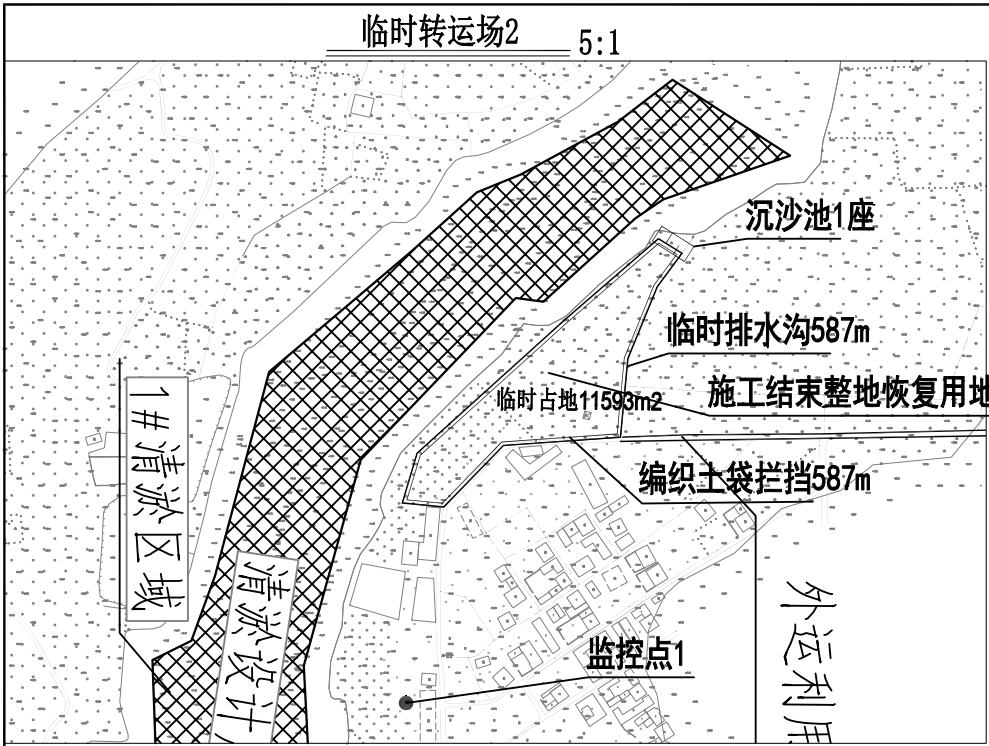 临时转运场2 5:1
沉沙池1座
临时排水沟587m
临时占地11593m2
施工结束整地恢复用地
编织土袋拦挡587m
1#清淤区域
清淤设计
监控点1
外运利用